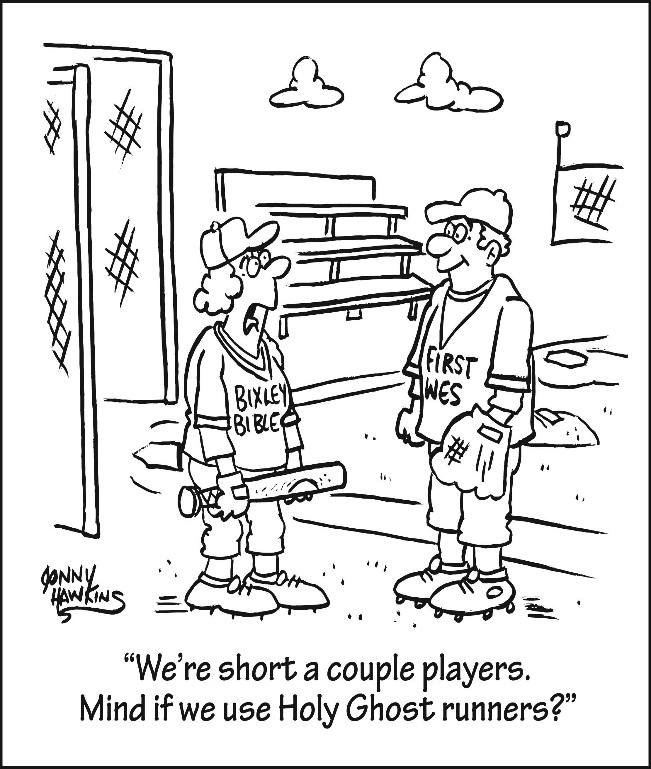 BIXLEY
BIBLE
FIRST
WES
JONNY
HAWKINS
“We’re short a couple players.
Mind if we use Holy Ghost runners?”